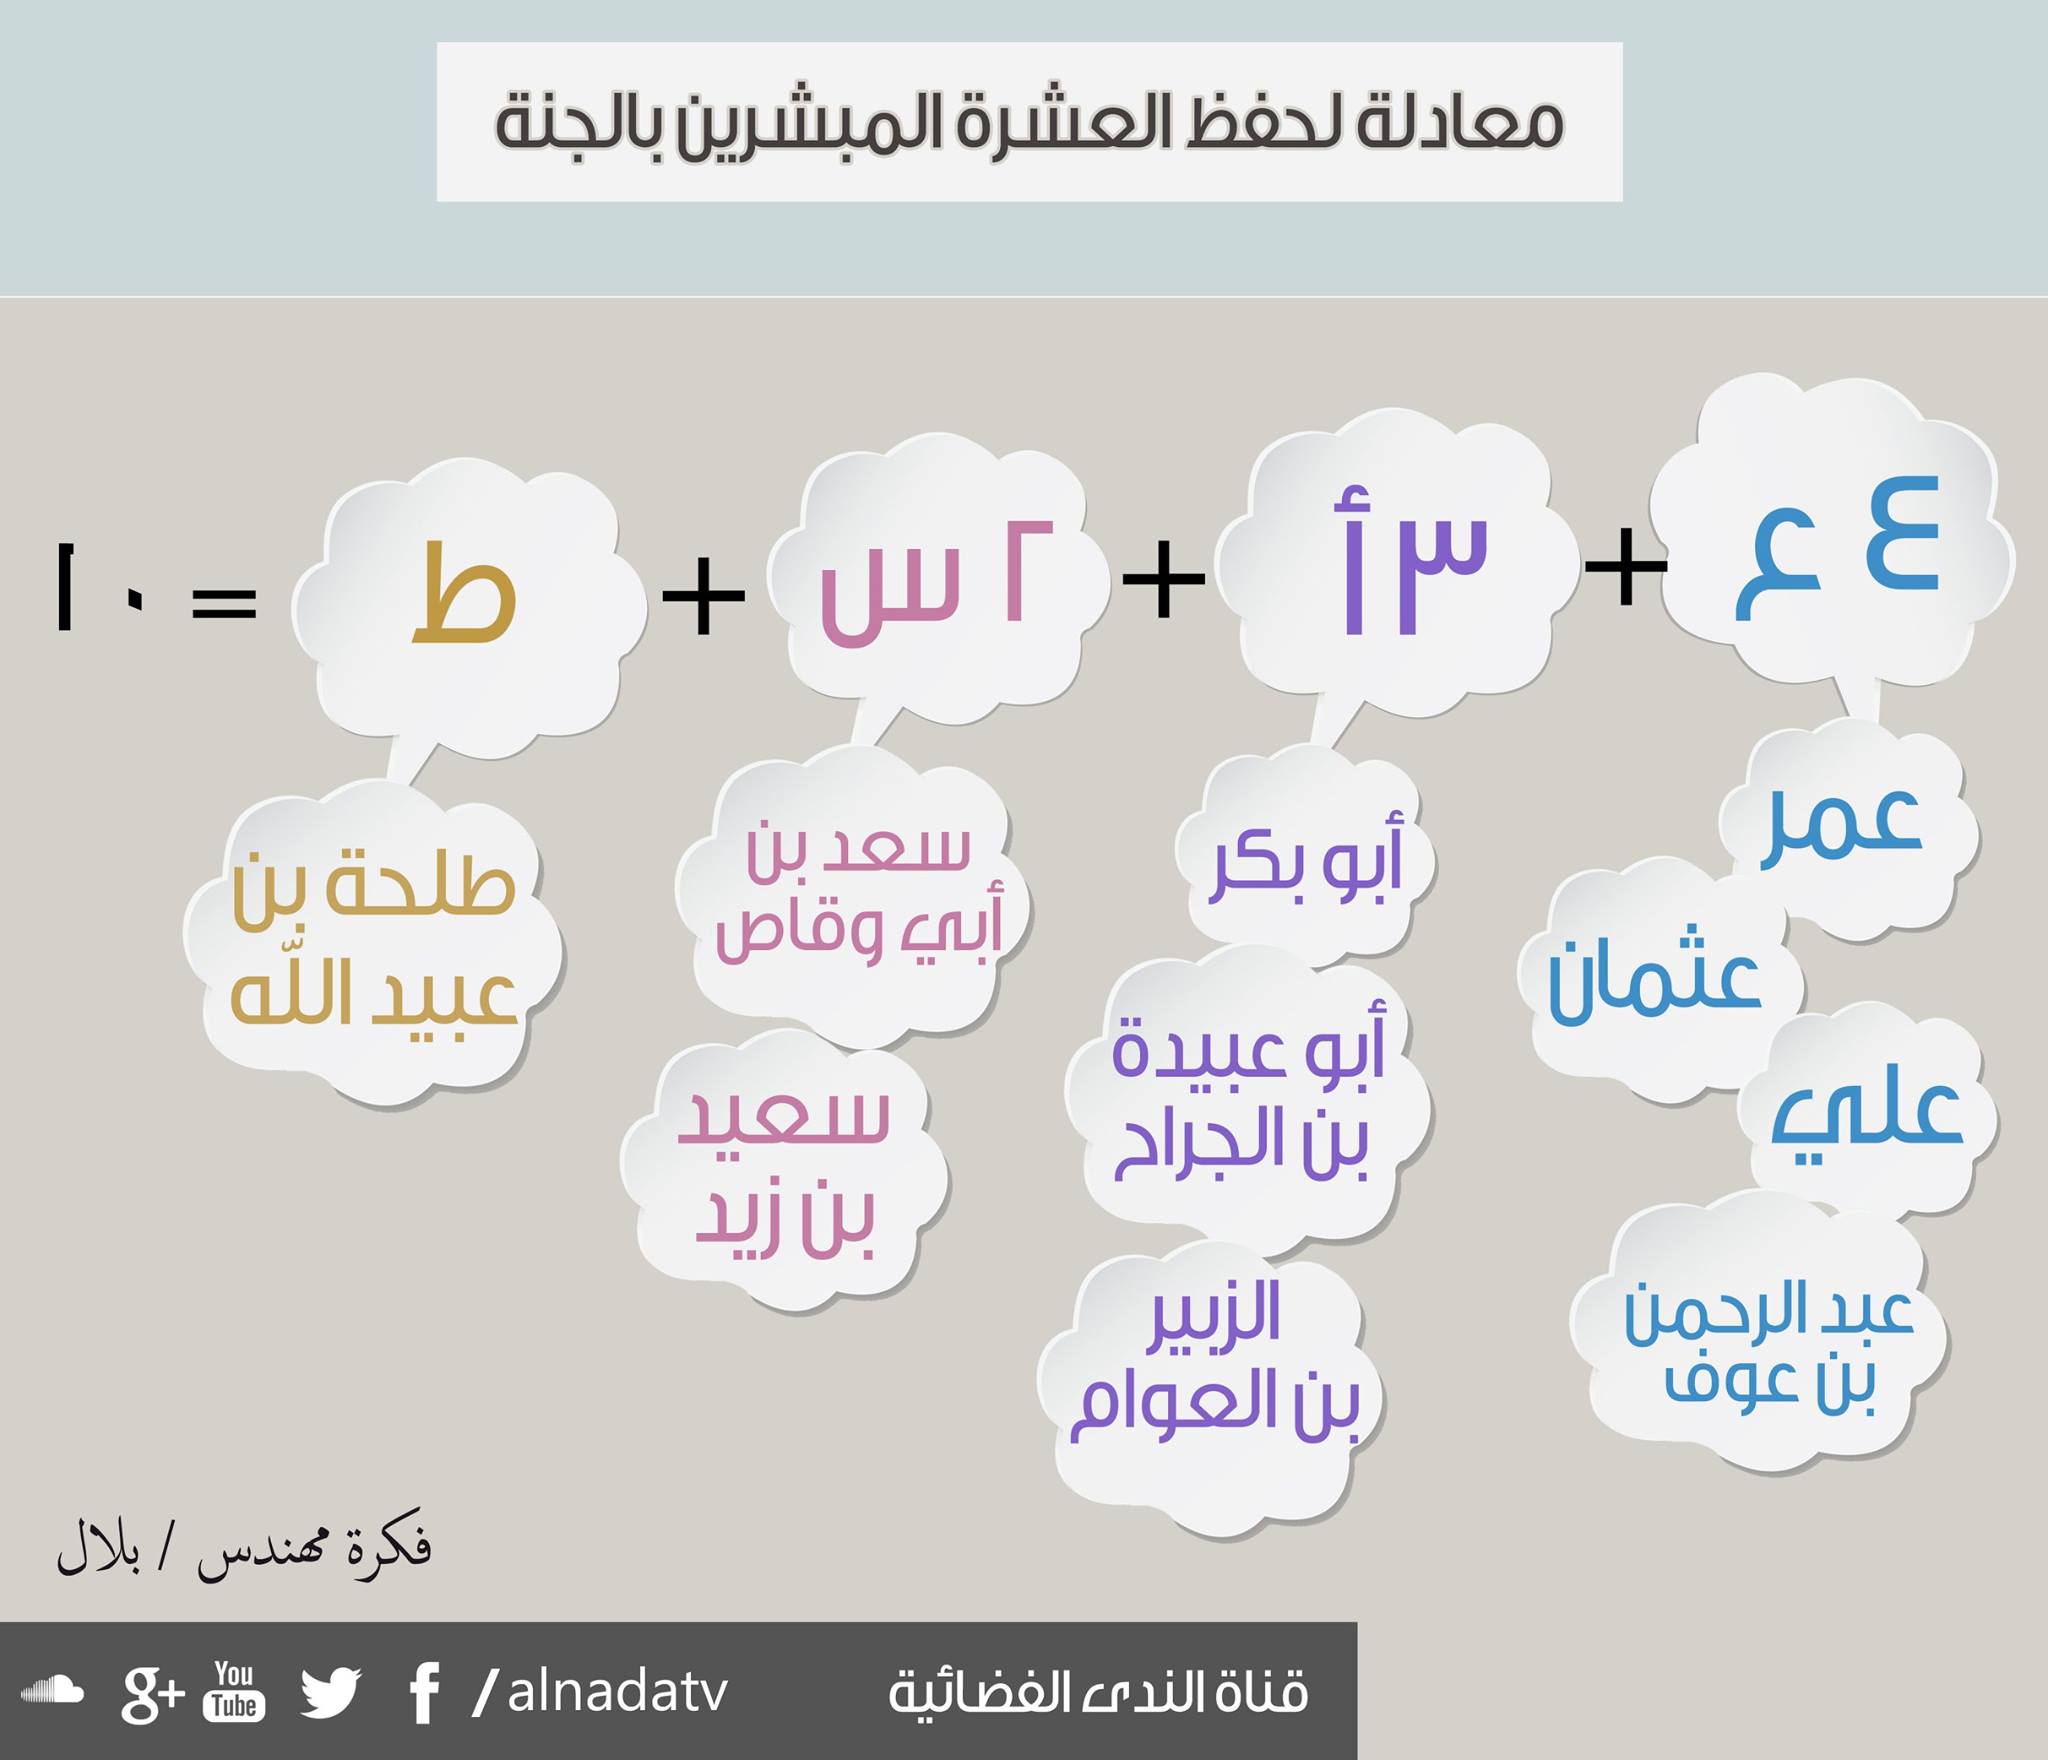 معادلة لحفظ العشرة المبشرين بالجنة
٤ ع + ٣ أ + ٢ س + ط = ١٠
عمر
عثمان
علي
عبد الرحمن
بن عوف
أبو بكر
أبو عبيدة
بن الجراح
الزبير
بن العوام
سعد بن
أبي وقاص
سعيد
بن زيد
طلحة بن
عبيد اللّه
فكرة مهندس / بلال
قناة الندى الفضائية
/alnadatv
f
You
Tube
g+